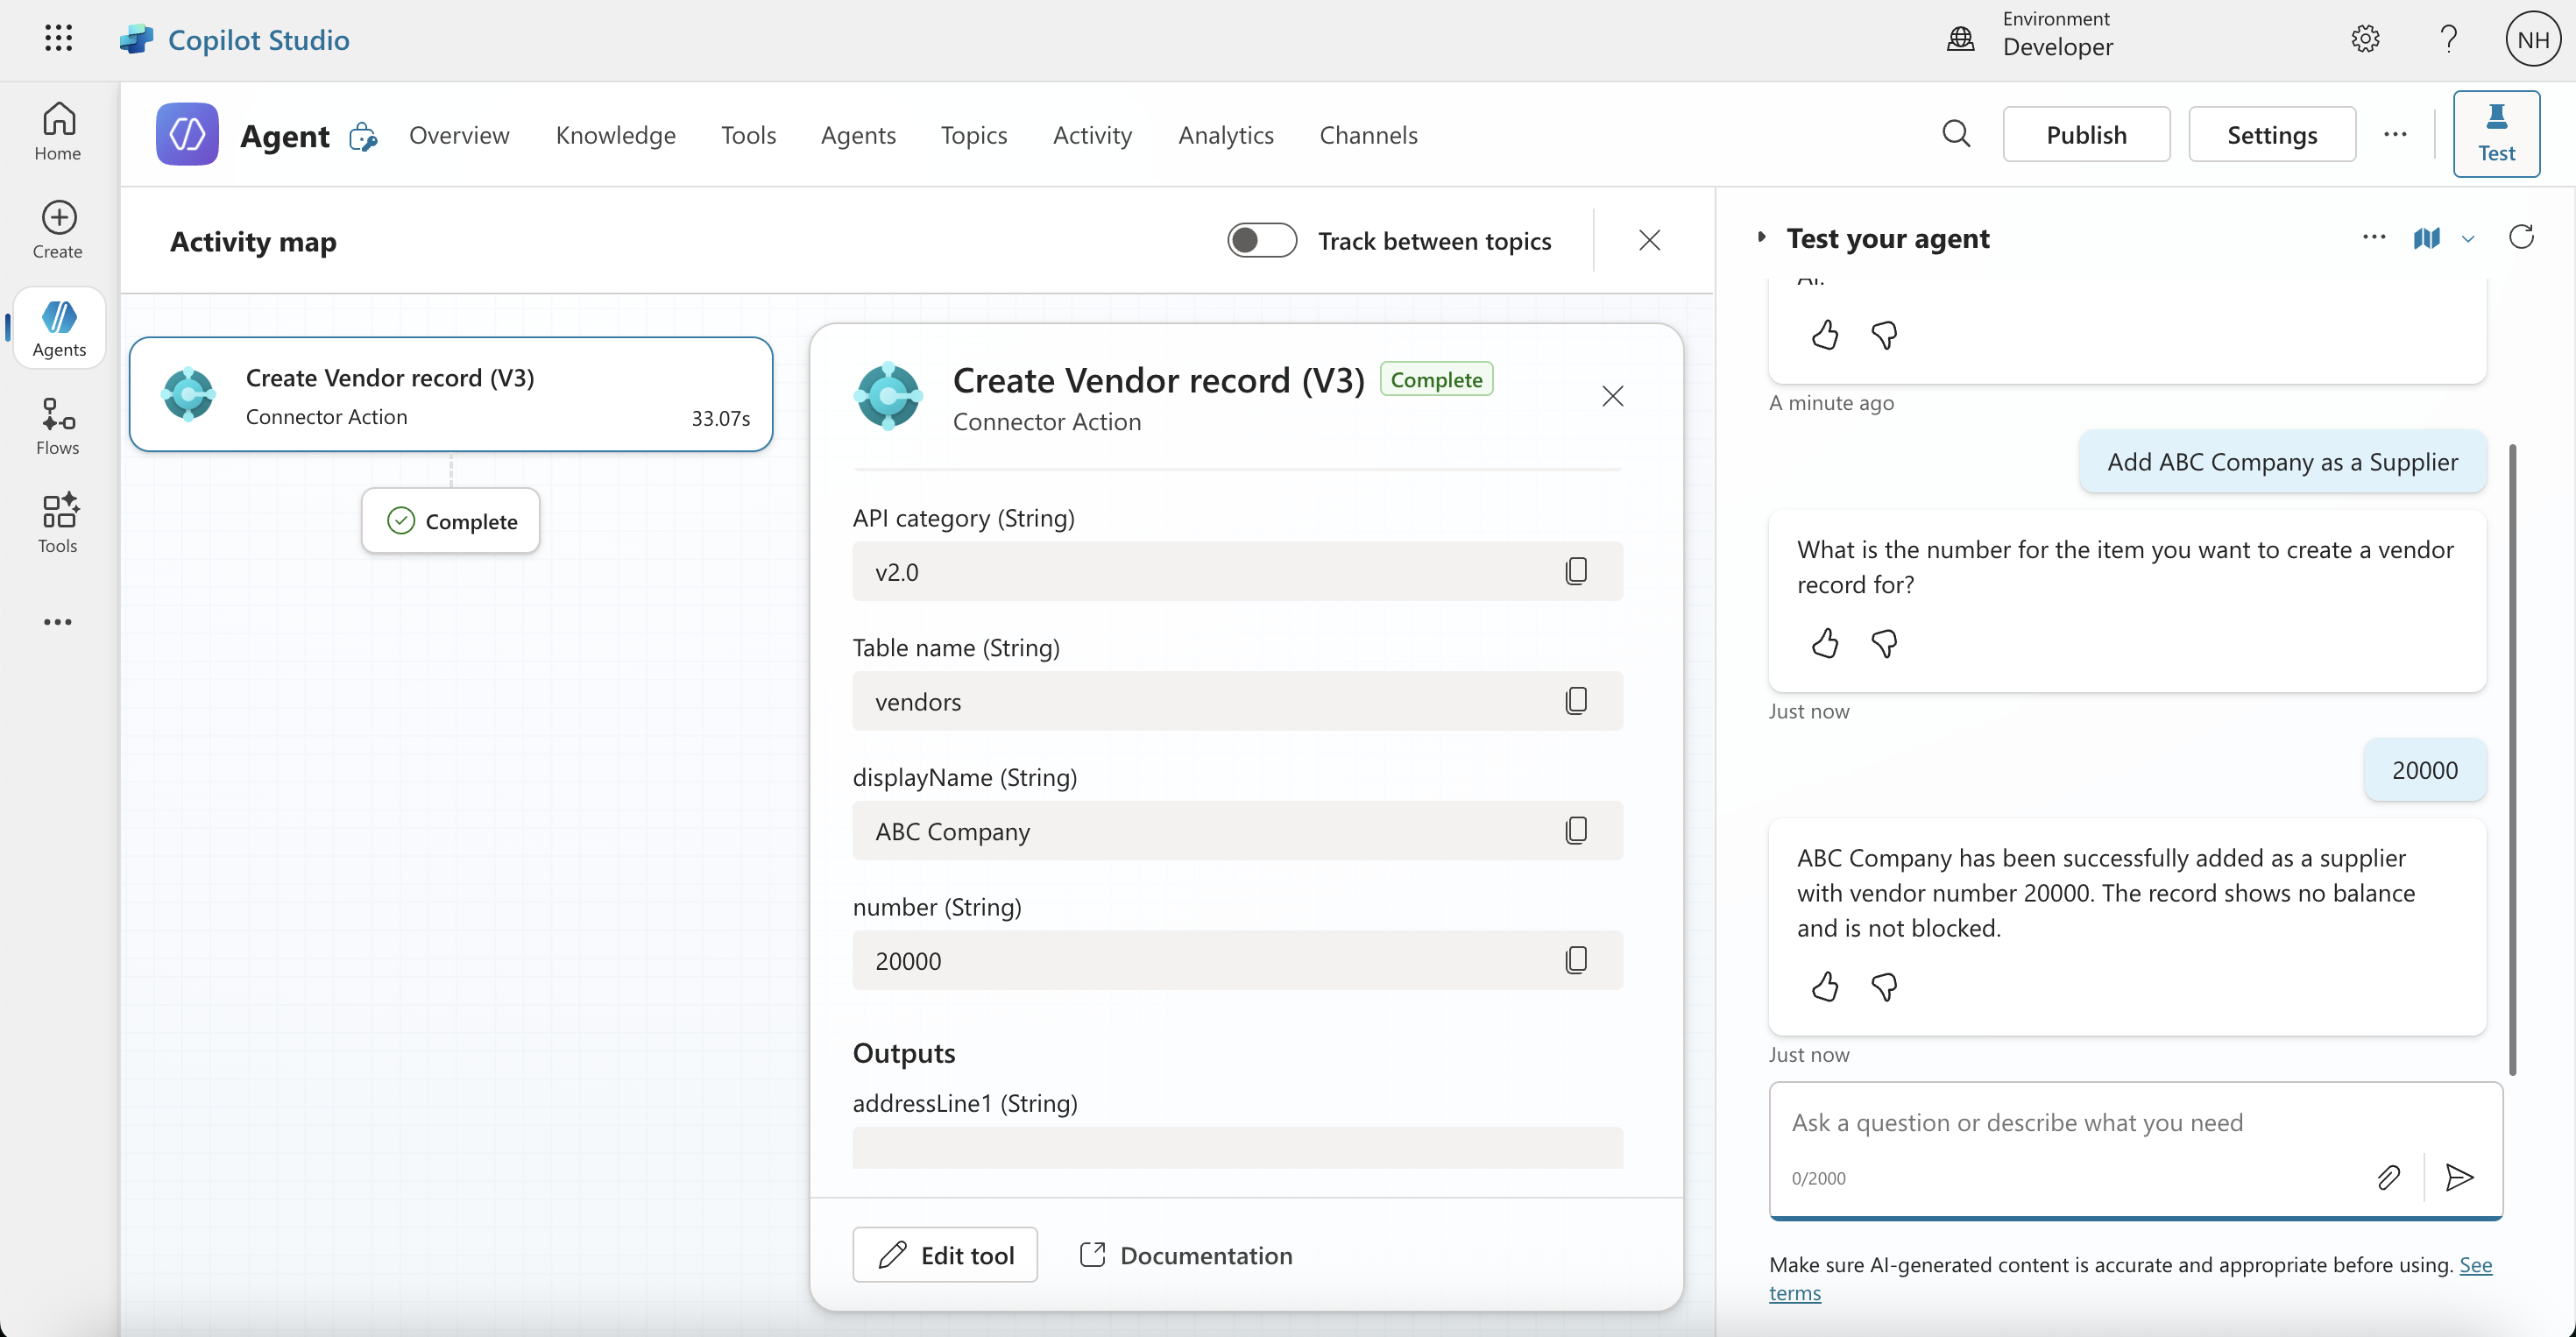 Copilot Studio
Environment
Developer
NH
Home
Create
Agents
Flows
Tools
Agent
Overview
Knowledge
Tools
Agents
Topics
Activity
Analytics
Channels
Publish
Settings
Test
Activity map
Track between topics
Create Vendor record (V3)
Connector Action
33.07s
Complete
Create Vendor record (V3)
Complete
Connector Action
API category (String)
v2.0
Table name (String)
vendors
displayName (String)
ABC Company
number (String)
20000
Outputs
addressLine1 (String)
Edit tool
Documentation
Test your agent
AI.
A minute ago
Add ABC Company as a Supplier
What is the number for the item you want to create a vendor
record for?
Just now
20000
ABC Company has been successfully added as a supplier
with vendor number 20000. The record shows no balance
and is not blocked.
Just now
Ask a question or describe what you need
0/2000
Make sure AI-generated content is accurate and appropriate before using. See
terms